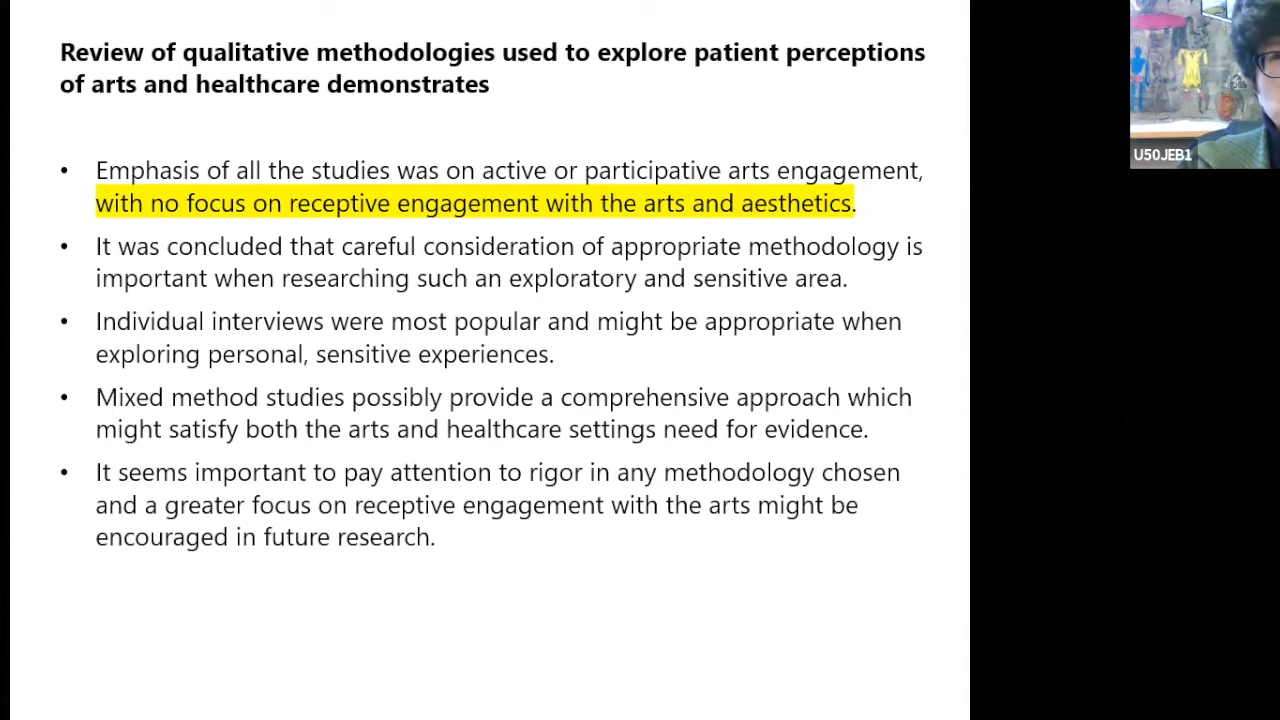 Review of qualitative methodologies used to explore patient perceptions
of arts and healthcare demonstrates
• Emphasis of all the studies was on active or participative arts engagement,
with no focus on receptive engagement with the arts and aesthetics.
• It was concluded that careful consideration of appropriate methodology is
important when researching such an exploratory and sensitive area.
• Individual interviews were most popular and might be appropriate when
exploring personal, sensitive experiences.
• Mixed method studies possibly provide a comprehensive approach which
might satisfy both the arts and healthcare settings need for evidence.
• It seems important to pay attention to rigor in any methodology chosen
and a greater focus on receptive engagement with the arts might be
encouraged in future research.
U50JEB1